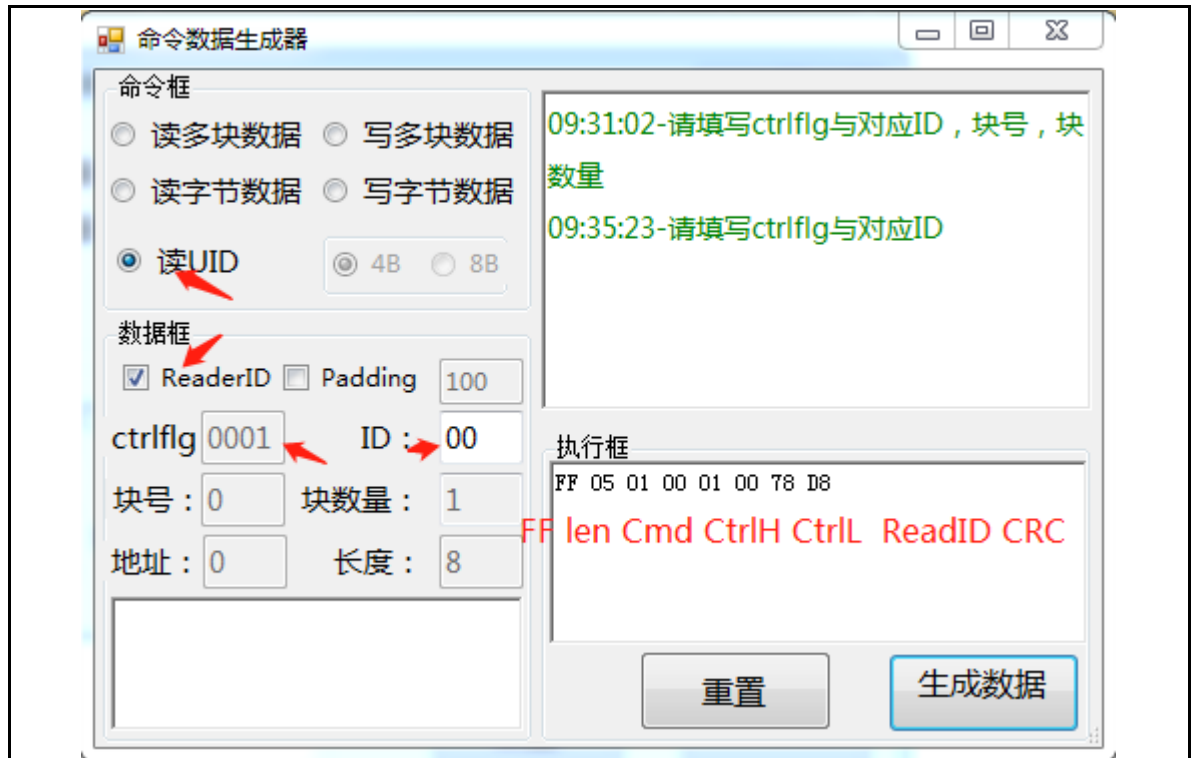 命令数据生成器
命令框
读多块数据 写多块数据
读字节数据 写字节数据
读UID 4B 8B
数据框
ReaderID Padding 100
ctrlflg 0001 ID： 00
块号：0 块数量： 1
地址：0 长度： 8
09:31:02-请填写ctrlflg与对应ID，块号，块
数量
09:35:23-请填写ctrlflg与对应ID
执行框
FF 05 01 00 01 00 78 D8
FF len Cmd CtrlH CtrlL ReadID CRC
重置 生成数据